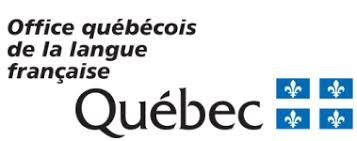 Office québécois
de la langue
française
Québec